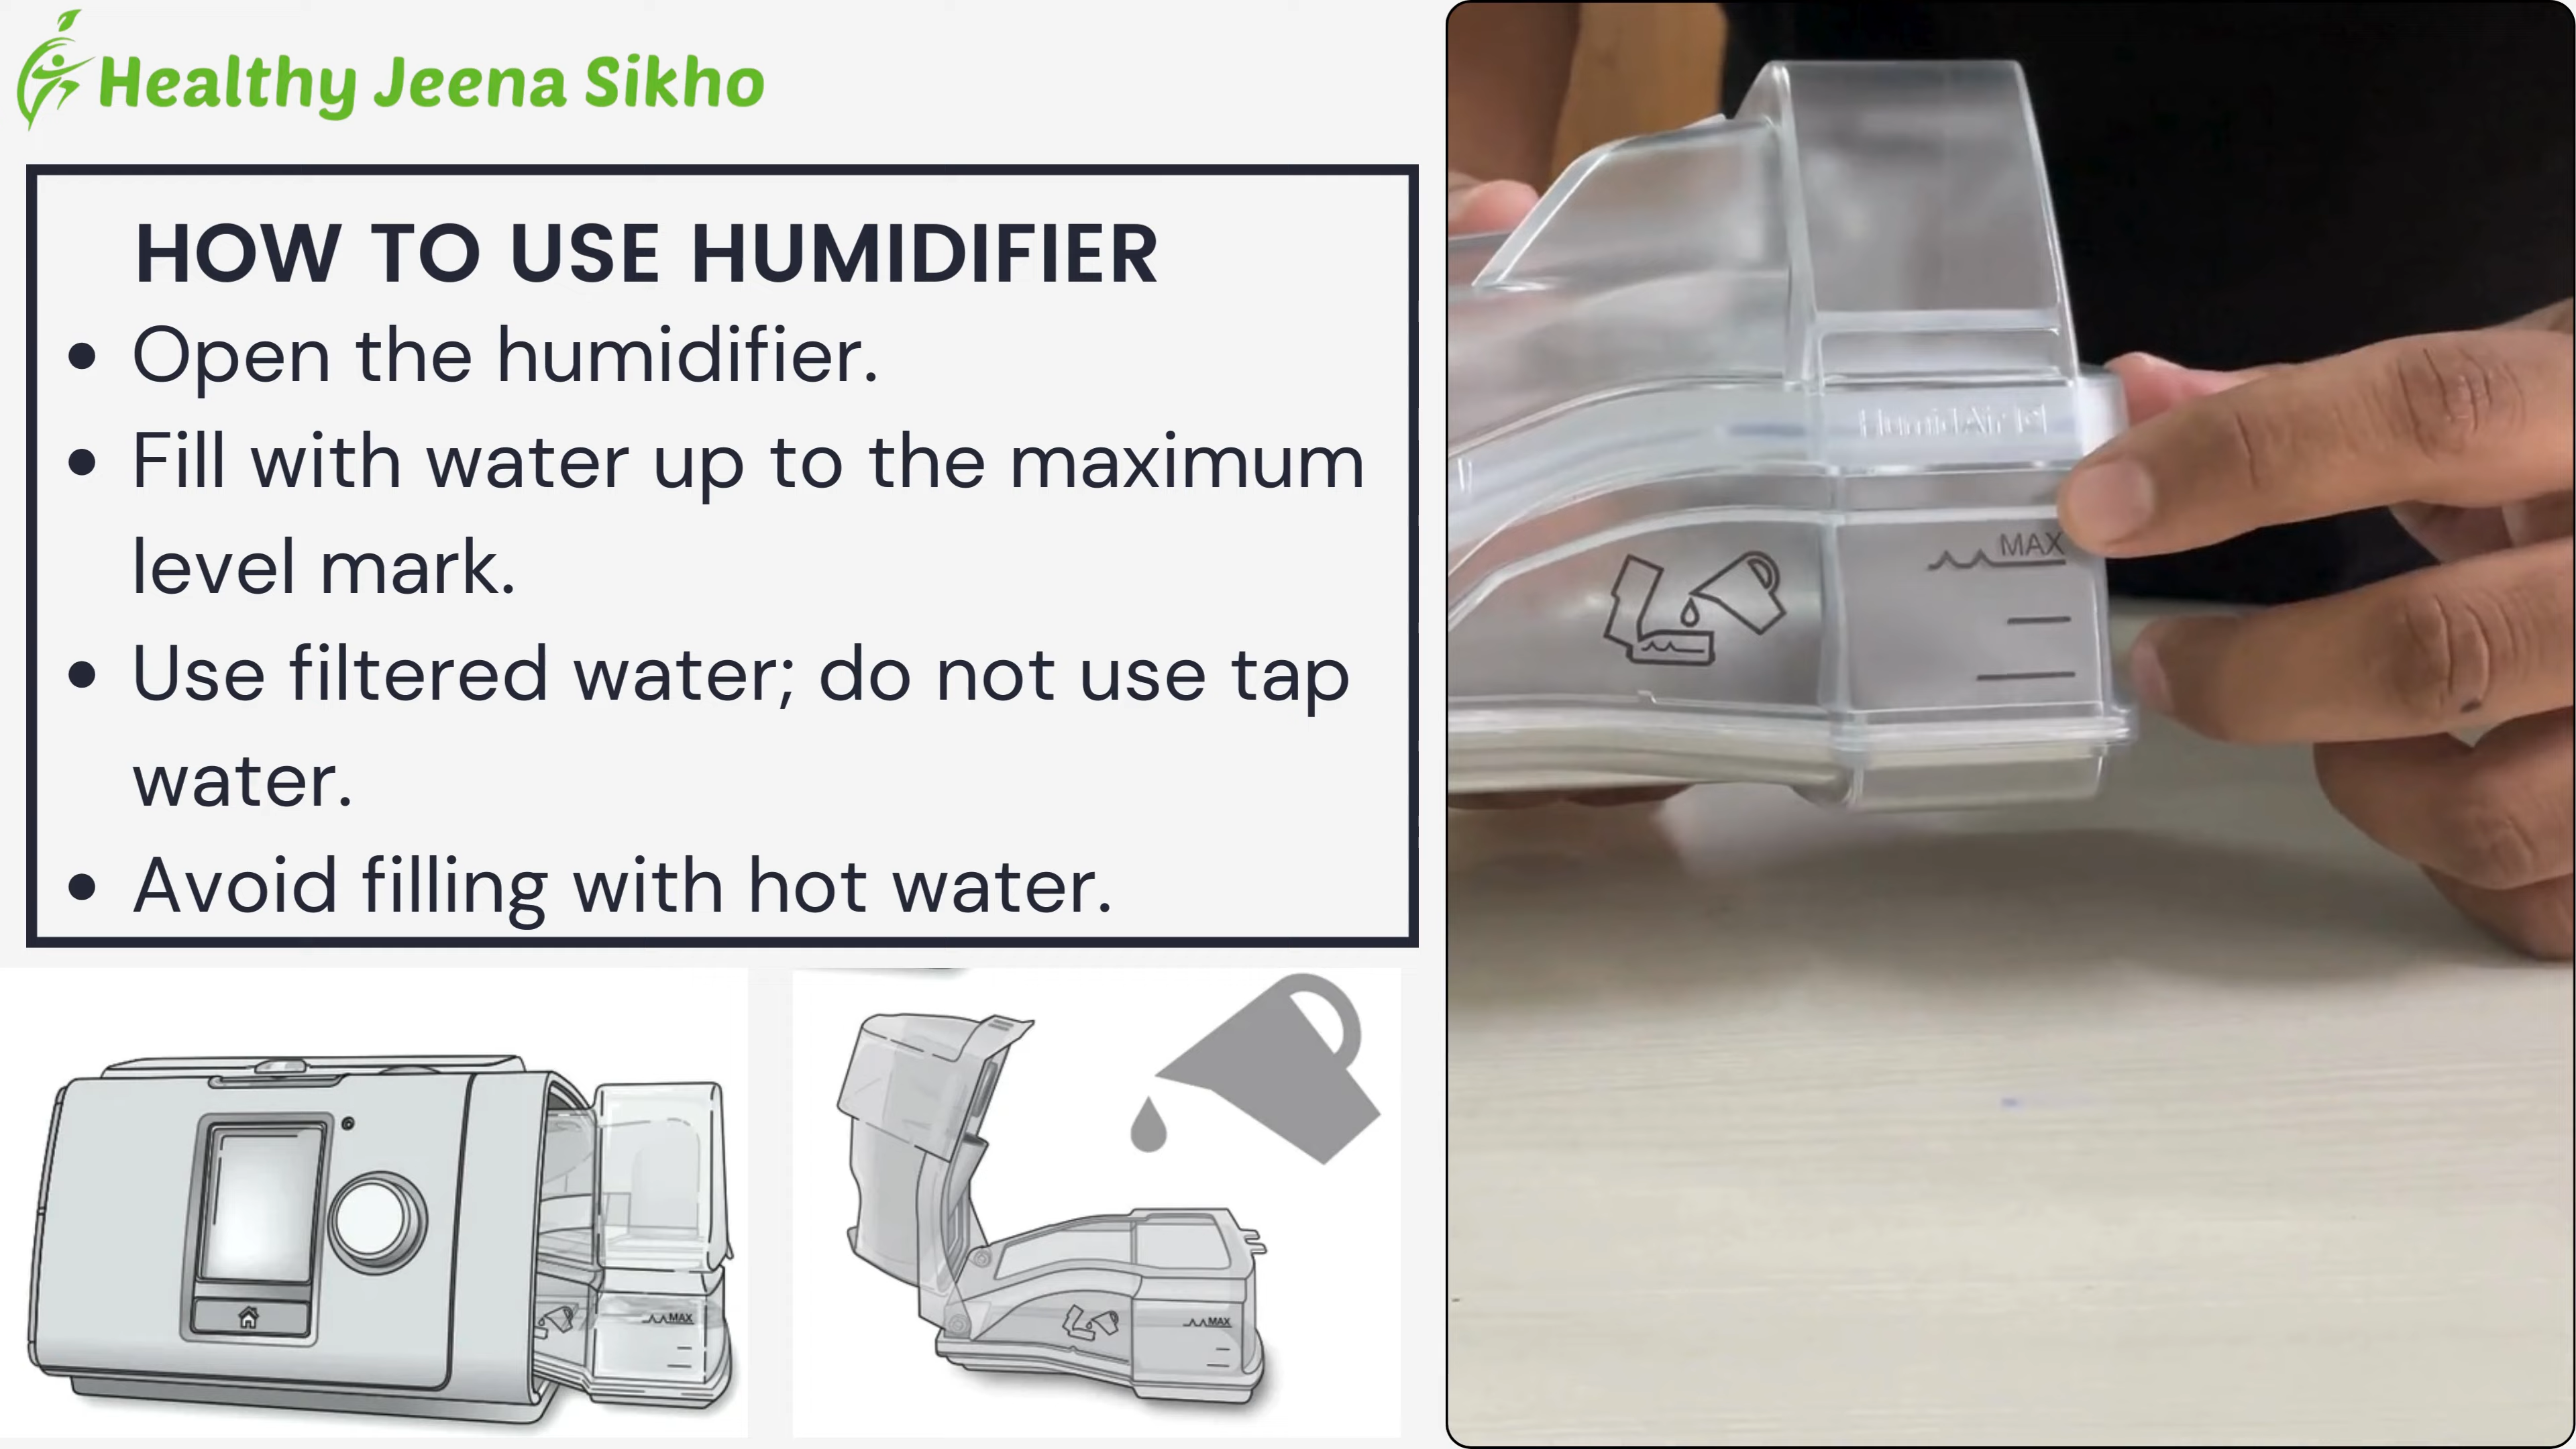 Healthy Jeena Sikho
HOW TO USE HUMIDIFIER
• Open the humidifier.
• Fill with water up to the maximum
level mark.
• Use filtered water; do not use tap
water.
• Avoid filling with hot water.
HumidAir
MAX
MAX
MAX